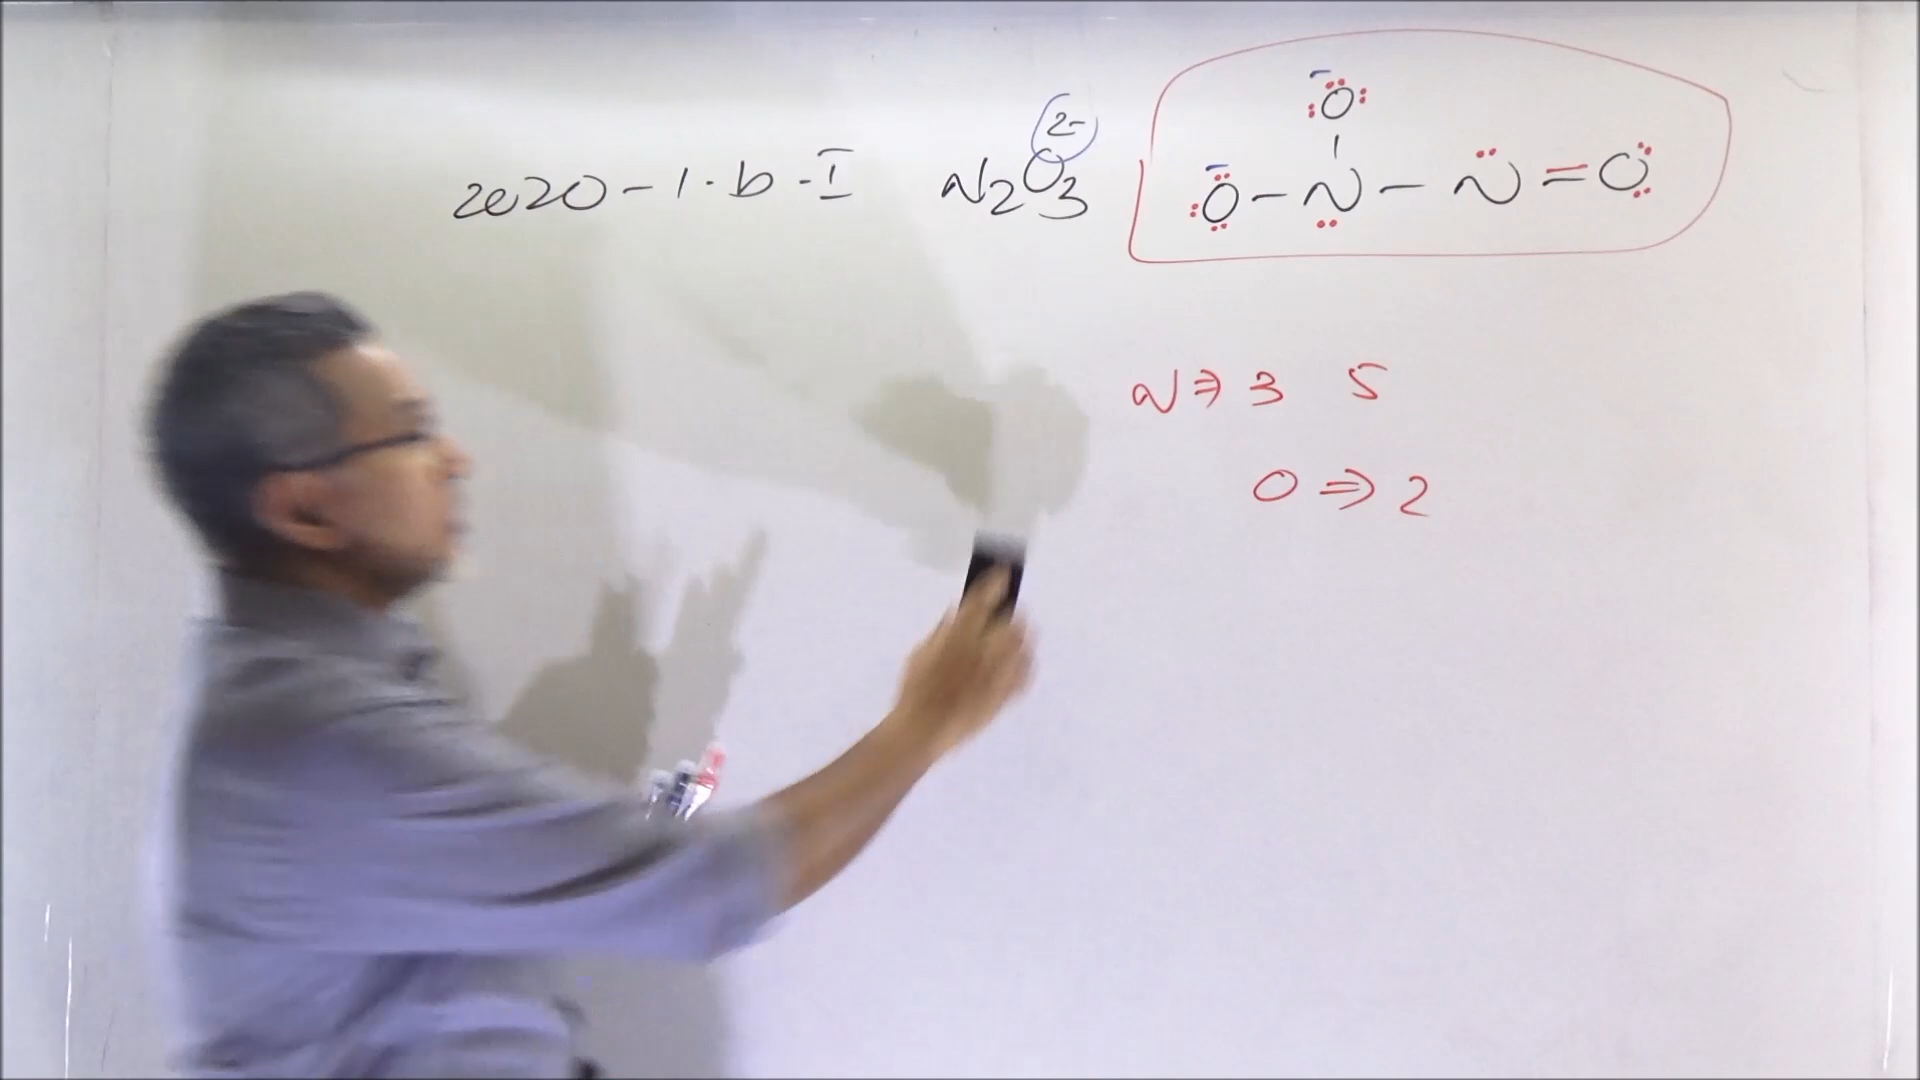 2020 - 1 · b · I N2O3 2-
O
O - N - N = O
N ⇒ 3 5
O ⇒ 2